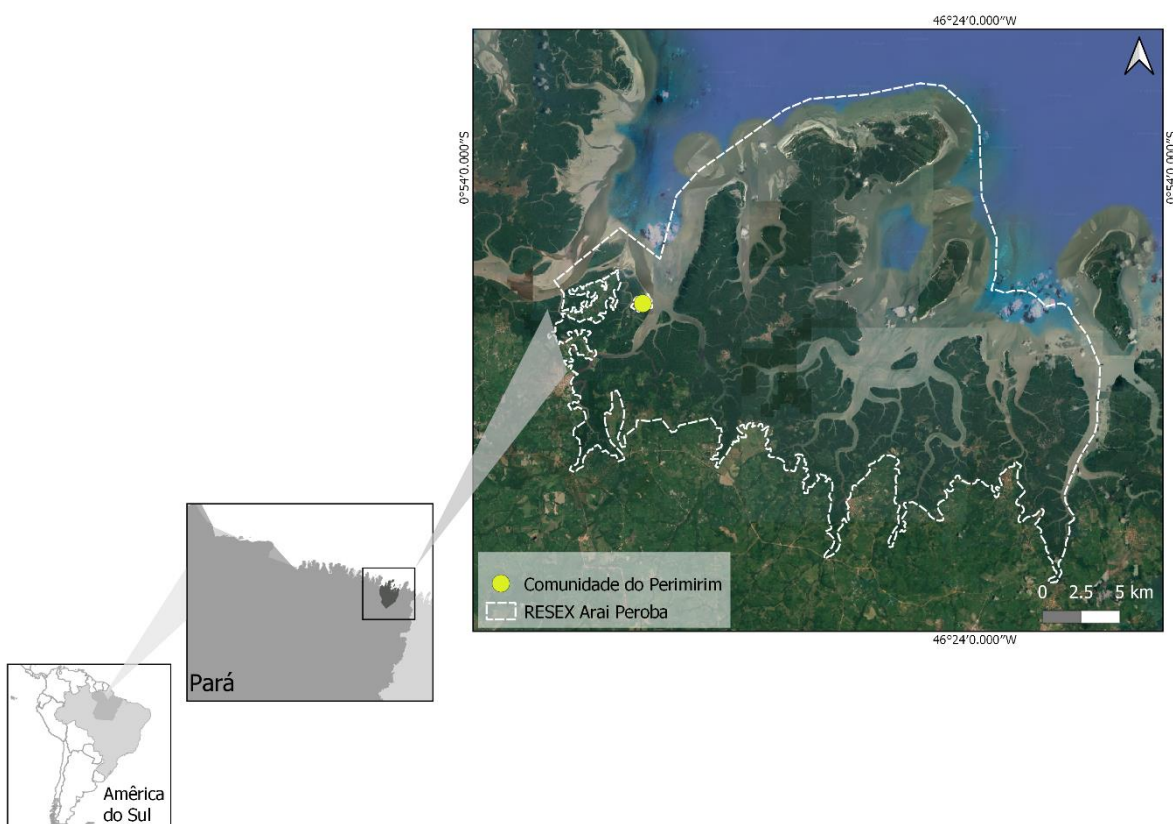 46°24′0.000″W
0°54′0.000″S
0°54′0.000″S
Comunidade do Perimirim
RESEX Arai Peroba
0 2.5 5 km
46°24′0.000″W
Pará
Amêrica
do Sul